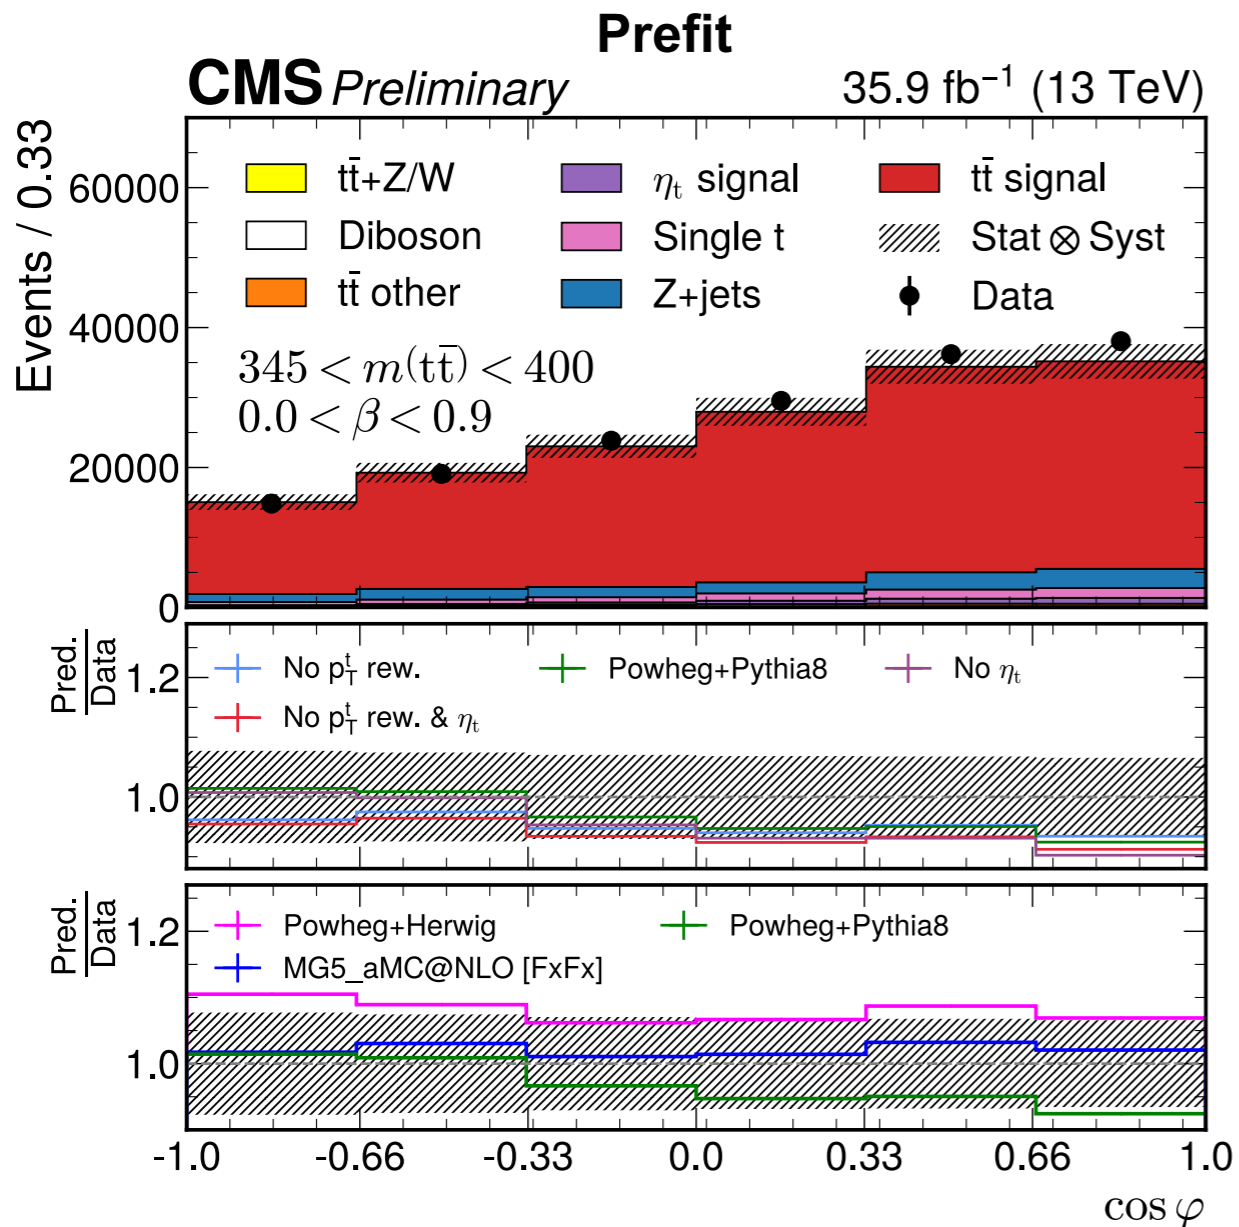 Prefit
CMS Preliminary 35.9 fb⁻¹ (13 TeV)
Events / 0.33
60000
40000
20000
0
tt̄+Z/W
Diboson
tt̄ other
ηt signal
Single t
Z+jets
tt̄ signal
Stat ⊗ Syst
Data
345 < m(tt̄) < 400
0.0 < β < 0.9
Pred.
Data
1.2
1.0
No p_T^t rew.
Powheg+Pythia8
No ηt
No p_T^t rew. & ηt
Pred.
Data
1.2
1.0
Powheg+Herwig
Powheg+Pythia8
MG5_aMC@NLO [FxFx]
-1.0 -0.66 -0.33 0.0 0.33 0.66 1.0
cos φ